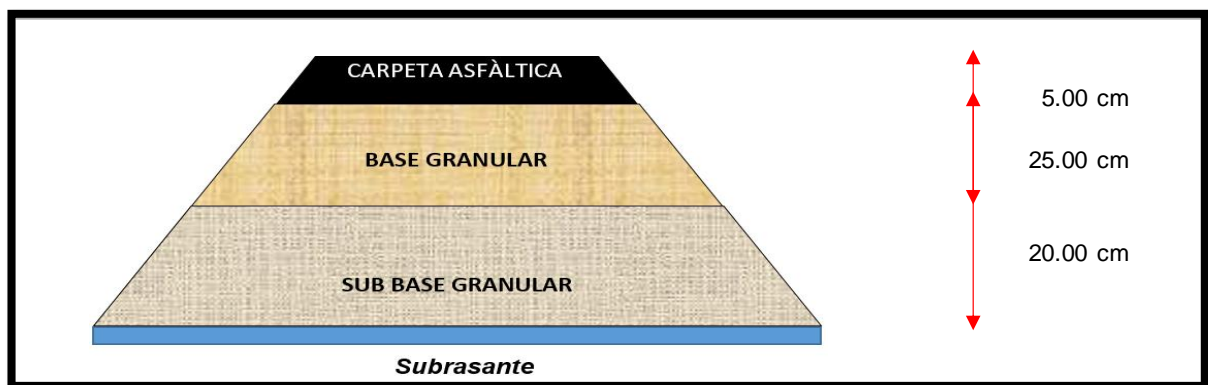 CARPETA ASFÀLTICA
5.00 cm
BASE GRANULAR
25.00 cm
20.00 cm
SUB BASE GRANULAR
Subrasante